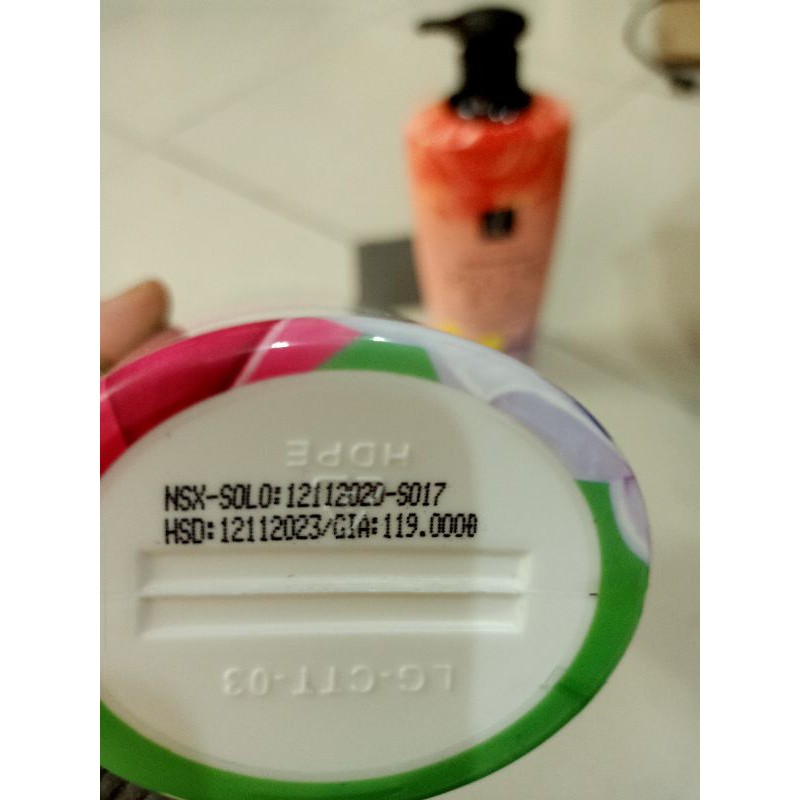 HDPE
NSX-SOLO:12112020-S017
HSD:12112023/GIA:119.000đ
LG-CTT-03